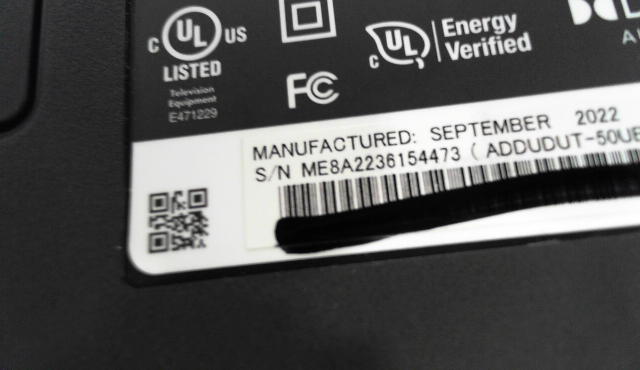 C UL US
LISTED
Television
Equipment
E471229
FC
C UL Energy
Verified
MANUFACTURED: SEPTEMBER 2022
S/N ME8A2236154473 ( ADDUDUT-50UE